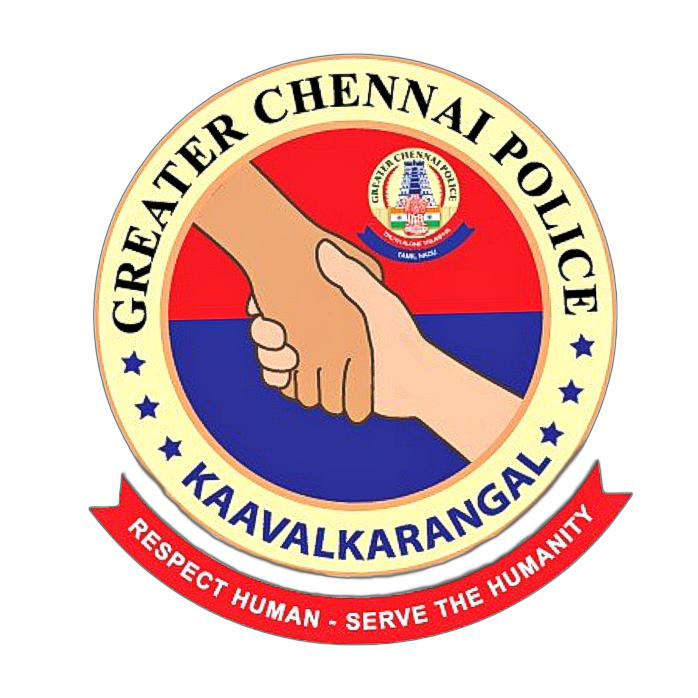 GREATER CHENNAI POLICE
GREATER CHENNAI POLICE
TRUTH ALONE TRIUMPHS
TAMIL NADU
KAAVALKARANGAL
RESPECT HUMAN - SERVE THE HUMANITY